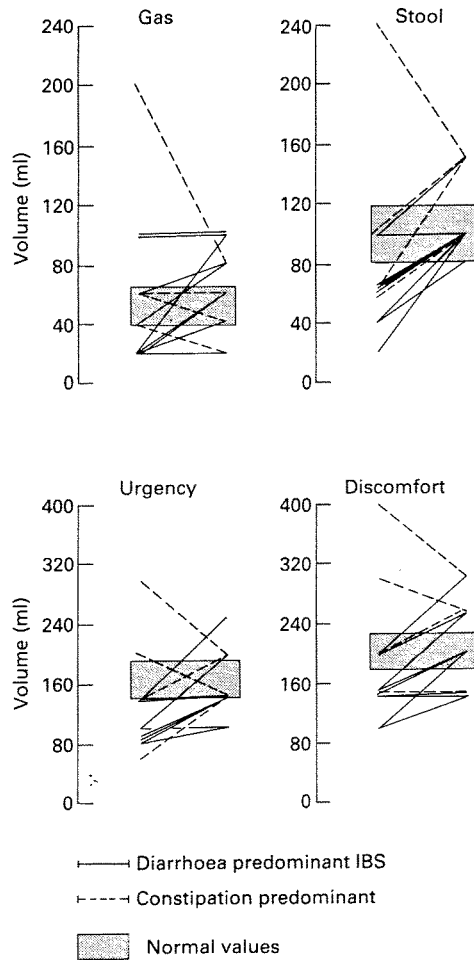 Gas
Stool
Volume (ml)
240
200
160
120
80
40
0
240
200
160
120
80
40
0
Urgency
Discomfort
Volume (ml)
400
320
240
160
80
0
400
320
240
160
80
0
Diarrhoea predominant IBS
Constipation predominant
Normal values